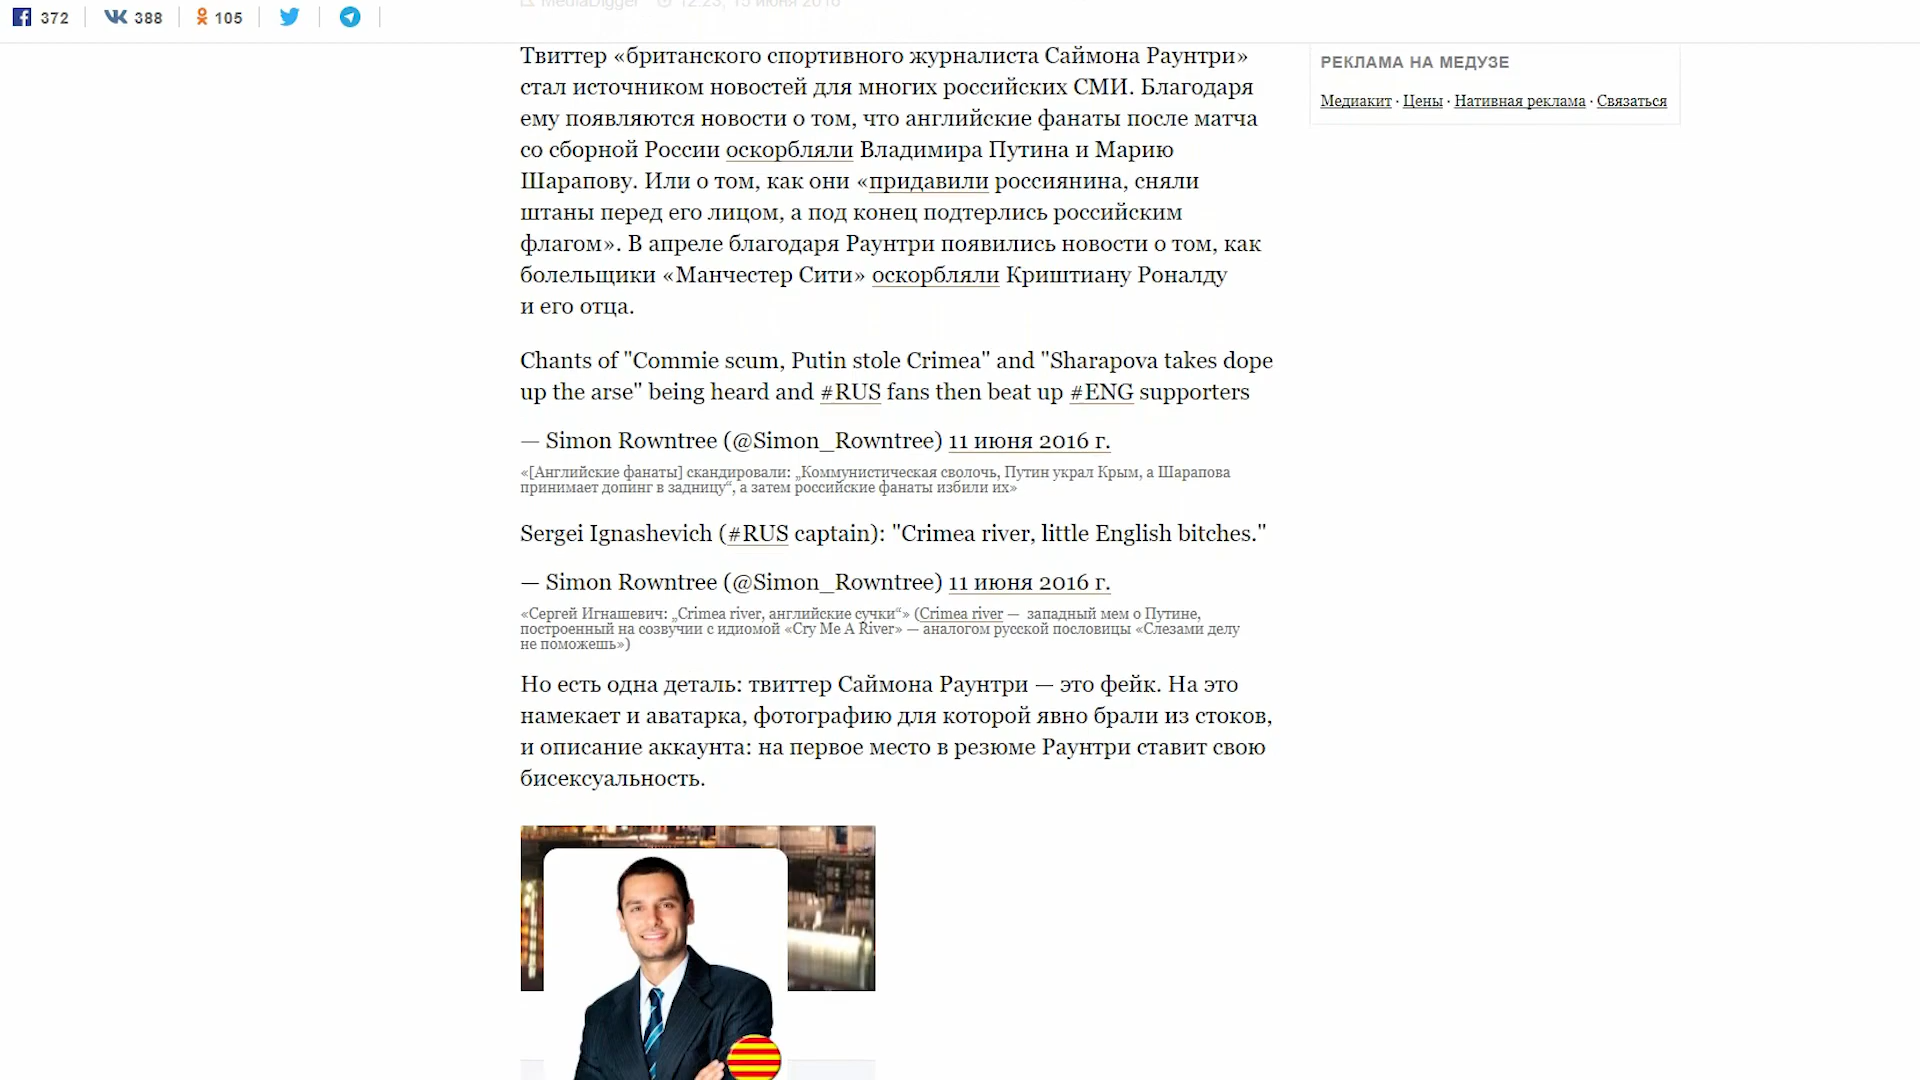 372
388
105
MediaDigger 12:23, 15 июня 2016
Твиттер «британского спортивного журналиста Саймона Раунтри»
стал источником новостей для многих российских СМИ. Благодаря
ему появляются новости о том, что английские фанаты после матча
со сборной России оскорбляли Владимира Путина и Марию
Шарапову. Или о том, как они «придавили россиянина, сняли
штаны перед его лицом, а под конец подтерлись российским
флагом». В апреле благодаря Раунтри появились новости о том, как
болельщики «Манчестер Сити» оскорбляли Криштиану Роналду
и его отца.
Chants of "Commie scum, Putin stole Crimea" and "Sharapova takes dope
up the arse" being heard and #RUS fans then beat up #ENG supporters
— Simon Rowntree (@Simon_Rowntree) 11 июня 2016 г.
«[Английские фанаты] скандировали: „Коммунистическая сволочь, Путин украл Крым, а Шарапова
принимает допинг в задницу“, а затем российские фанаты избили их»
Sergei Ignashevich (#RUS captain): "Crimea river, little English bitches."
— Simon Rowntree (@Simon_Rowntree) 11 июня 2016 г.
«Сергей Игнашевич: „Crimea river, английские сучки“» (Crimea river — западный мем о Путине,
построенный на созвучии с идиомой «Cry Me A River» — аналогом русской пословицы «Слезами делу
не поможешь»)
Но есть одна деталь: твиттер Саймона Раунтри — это фейк. На это
намекает и аватарка, фотографию для которой явно брали из стоков,
и описание аккаунта: на первое место в резюме Раунтри ставит свою
бисексуальность.
РЕКЛАМА НА МЕДУЗЕ
Медиакит · Цены · Нативная реклама · Связаться